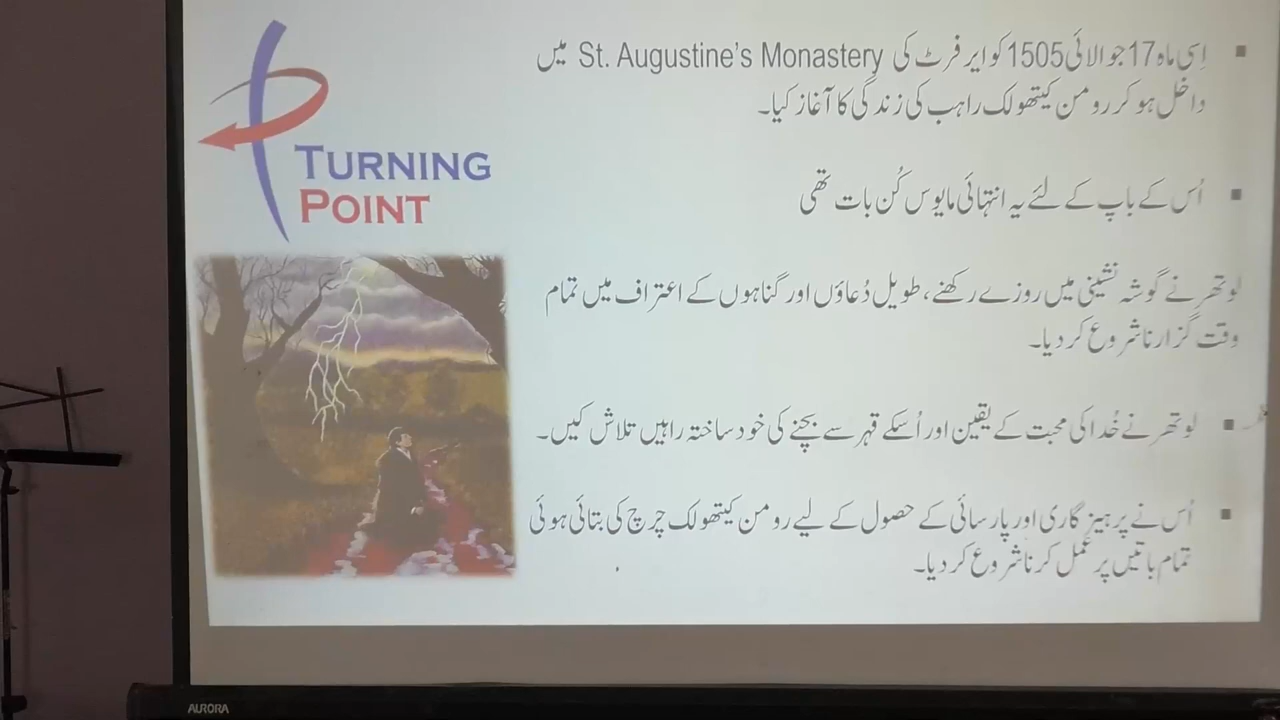 TURNING
POINT
▪ اِسی ماہ 17 جولائی 1505 کو ایرفرٹ کی St. Augustine's Monastery میں
داخل ہو کر رومن کیتھولک راہب کی زندگی کا آغاز کیا۔
▪ اُس کے باپ کے لئے یہ انتہائی مایوس کُن بات تھی
لوتھر نے گوشہ نشینی میں روزے رکھنے، طویل دُعاؤں اور گناہوں کے اعتراف میں تمام
وقت گزارنا شروع کر دیا۔
▪ لوتھر نے خُدا کی محبت کے یقین اور اُسکے قہر سے بچنے کی خود ساختہ راہیں تلاش کیں۔
▪ اُس نے پرہیز گاری اور پارسائی کے حصول کے لیے رومن کیتھولک چرچ کی بتائی ہوئی
تمام باتیں پر عمل کرنا شروع کر دیا۔
AURORA